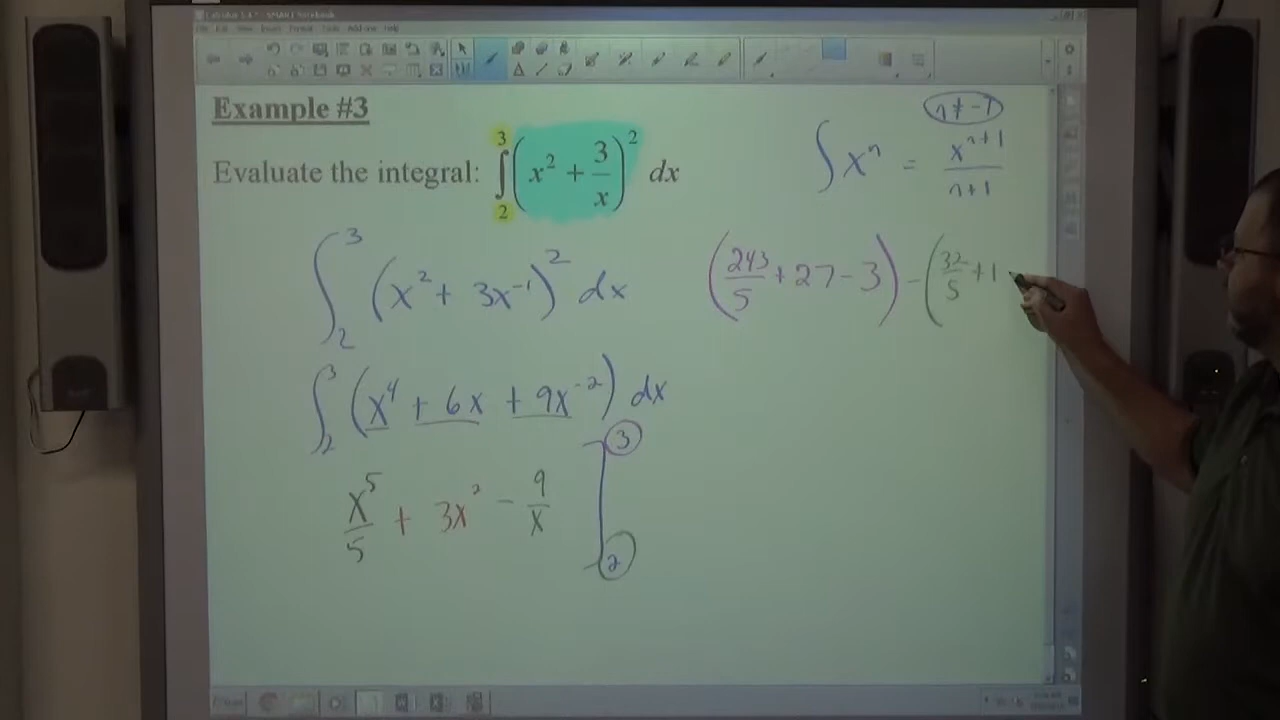 Example #3
Evaluate the integral: ∫₂³ (x² + 3/x)² dx
n ≠ -1
∫ xⁿ = xⁿ⁺¹/n+1
∫₂³ (x² + 3x⁻¹)² dx
(243/5 + 27 - 3) - (32/5 + 1
∫₂³ (x⁴ + 6x + 9x⁻²) dx
x⁵/5 + 3x² - 9/x ]₂³